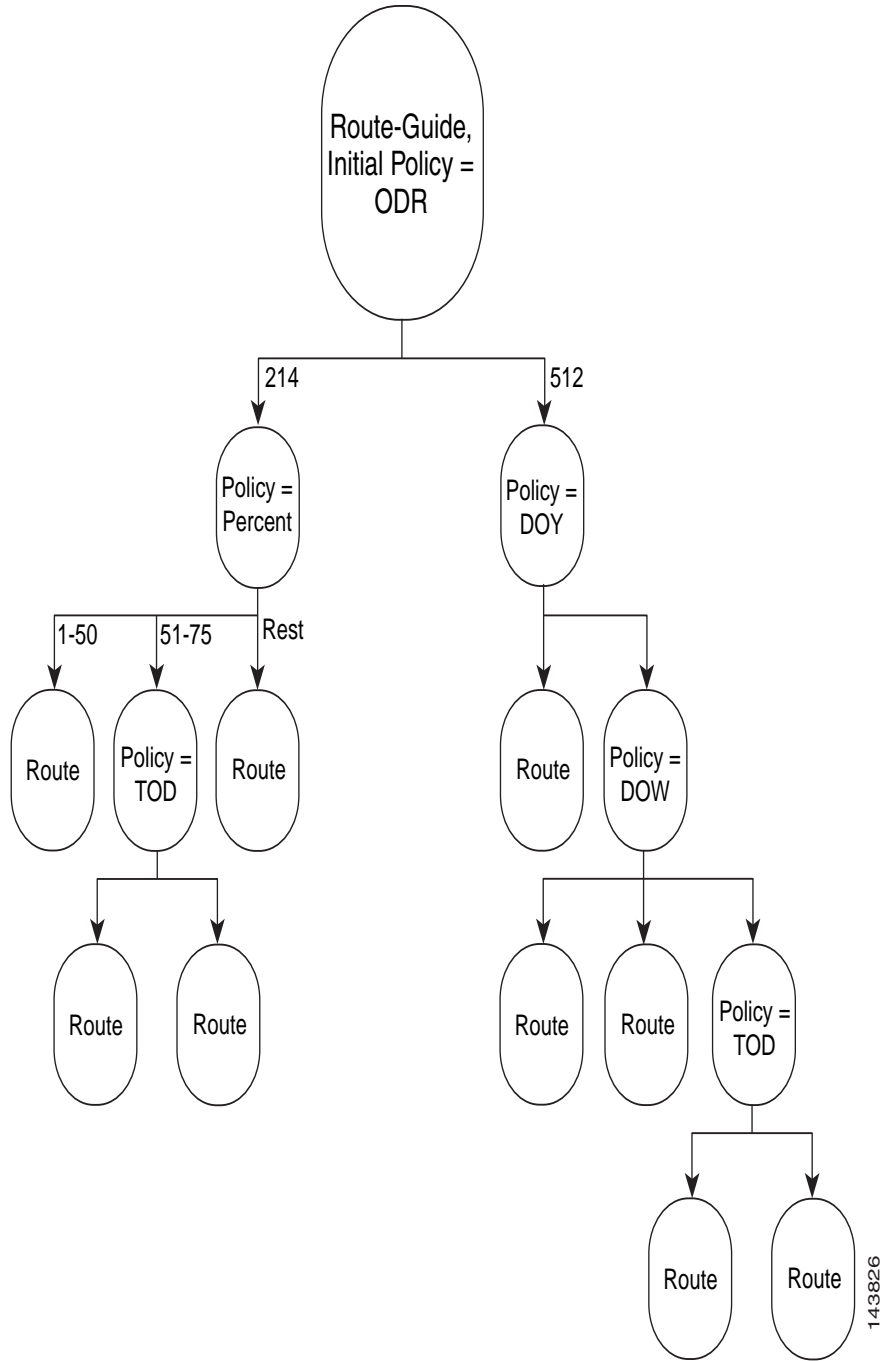 Route-Guide,
Initial Policy =
ODR
214
512
Policy =
Percent
Policy =
DOY
1-50
51-75
Rest
Route
Policy =
TOD
Route
Route
Policy =
DOW
Route
Route
Route
Route
Policy =
TOD
Route
Route
143826